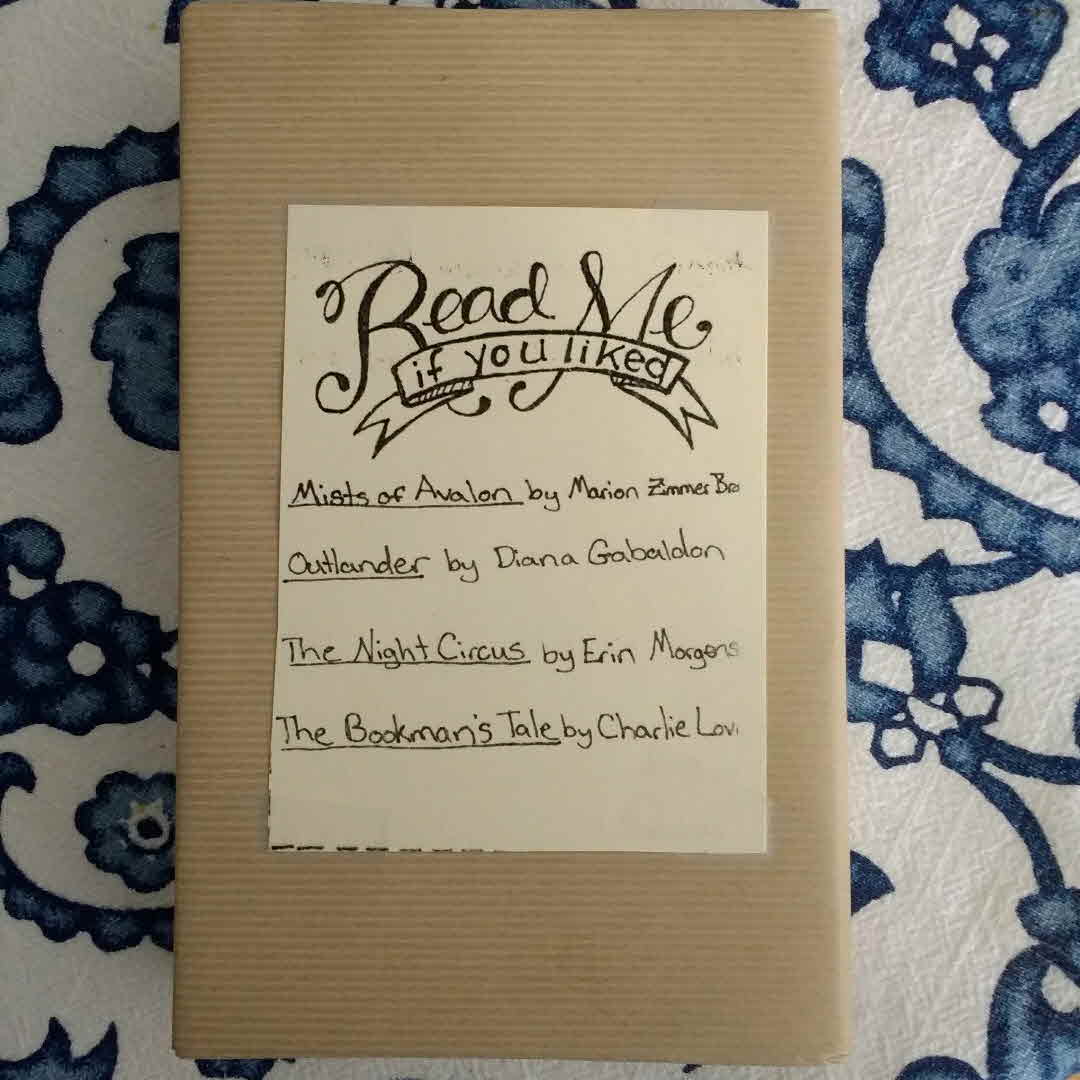 Read Me
if you liked
Mists of Avalon by Marion Zimmer Bra
Outlander by Diana Gabaldon
The Night Circus by Erin Morgens
The Bookman's Tale by Charlie Lovi